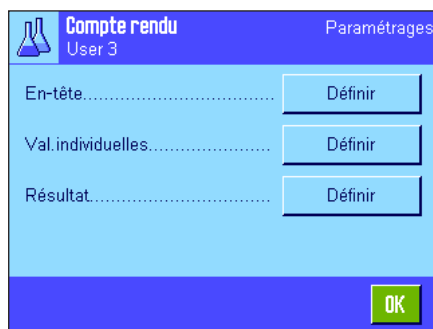 Compte rendu Paramétrages
User 3
En-tête.................................. Définir
Val.individuelles...................... Définir
Résultat................................ Définir
OK